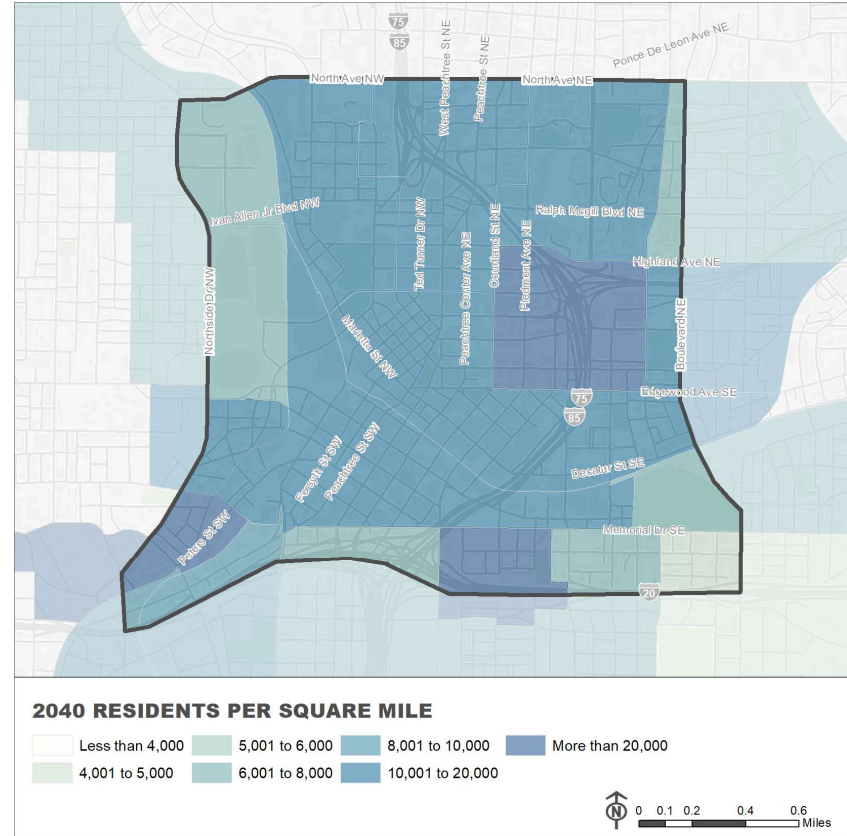 75
85
West Peachtree St NE
Peachtree St NE
Ponce De Leon Ave NE
North Ave NW
North Ave NE
Ivan Allen Jr Blvd NW
Ralph Mcgill Blvd NE
Ted Turner Dr NW
Courtland St NE
Piedmont Ave NE
Peachtree Center Ave NE
Highland Ave NE
Northside Dr NW
Marietta St NW
Boulevard NE
75
85
Edgewood Ave SE
Forsyth St SW
Peachtree St SW
Decatur St SE
Peters St SW
Memorial Dr SE
20
2040 RESIDENTS PER SQUARE MILE
Less than 4,000
5,001 to 6,000
8,001 to 10,000
More than 20,000
4,001 to 5,000
6,001 to 8,000
10,001 to 20,000
N
0 0.1 0.2 0.4 0.6
Miles